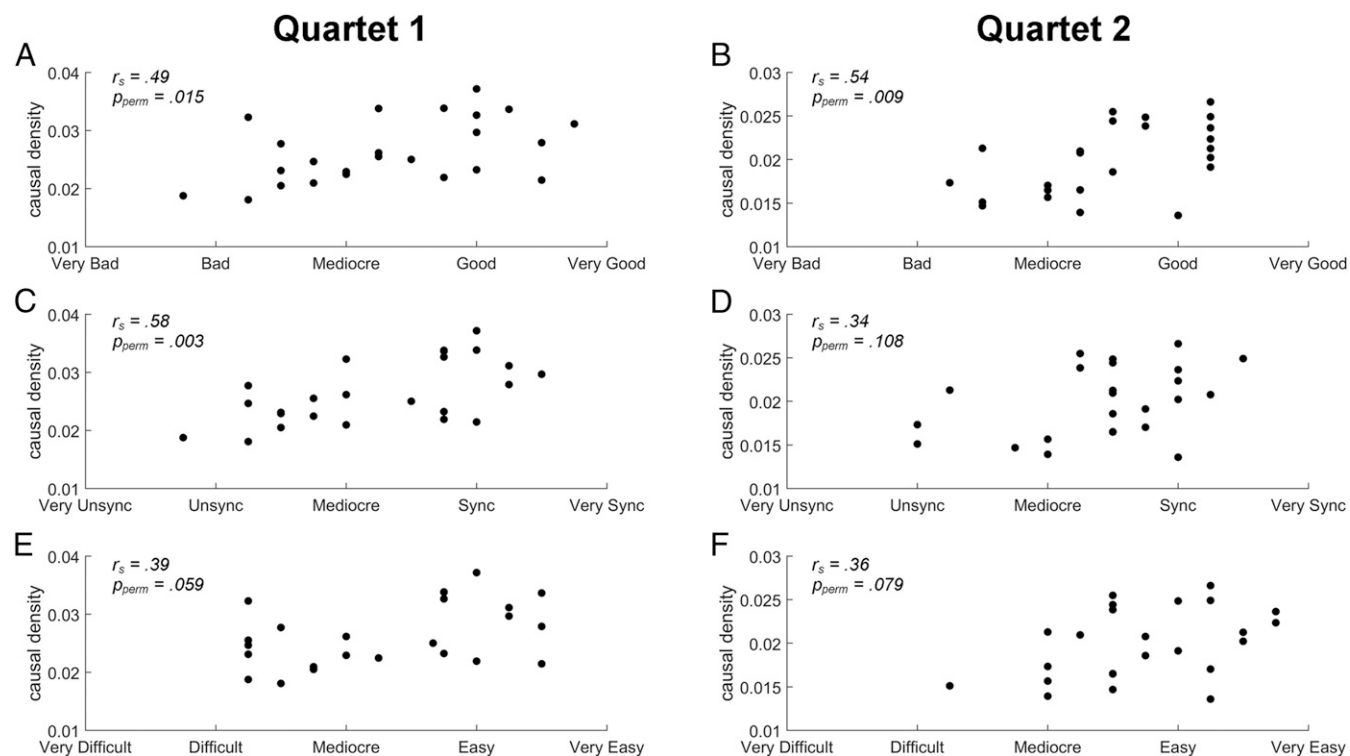 Quartet 1
Quartet 2
A
r_s = .49
p_perm = .015
causal density
0.04
0.03
0.02
0.01
Very Bad Bad Mediocre Good Very Good
B
r_s = .54
p_perm = .009
causal density
0.03
0.025
0.02
0.015
0.01
Very Bad Bad Mediocre Good Very Good
C
r_s = .58
p_perm = .003
causal density
0.04
0.03
0.02
0.01
Very Unsync Unsync Mediocre Sync Very Sync
D
r_s = .34
p_perm = .108
causal density
0.03
0.025
0.02
0.015
0.01
Very Unsync Unsync Mediocre Sync Very Sync
E
r_s = .39
p_perm = .059
causal density
0.04
0.03
0.02
0.01
Very Difficult Difficult Mediocre Easy Very Easy
F
r_s = .36
p_perm = .079
causal density
0.03
0.025
0.02
0.015
0.01
Very Difficult Difficult Mediocre Easy Very Easy